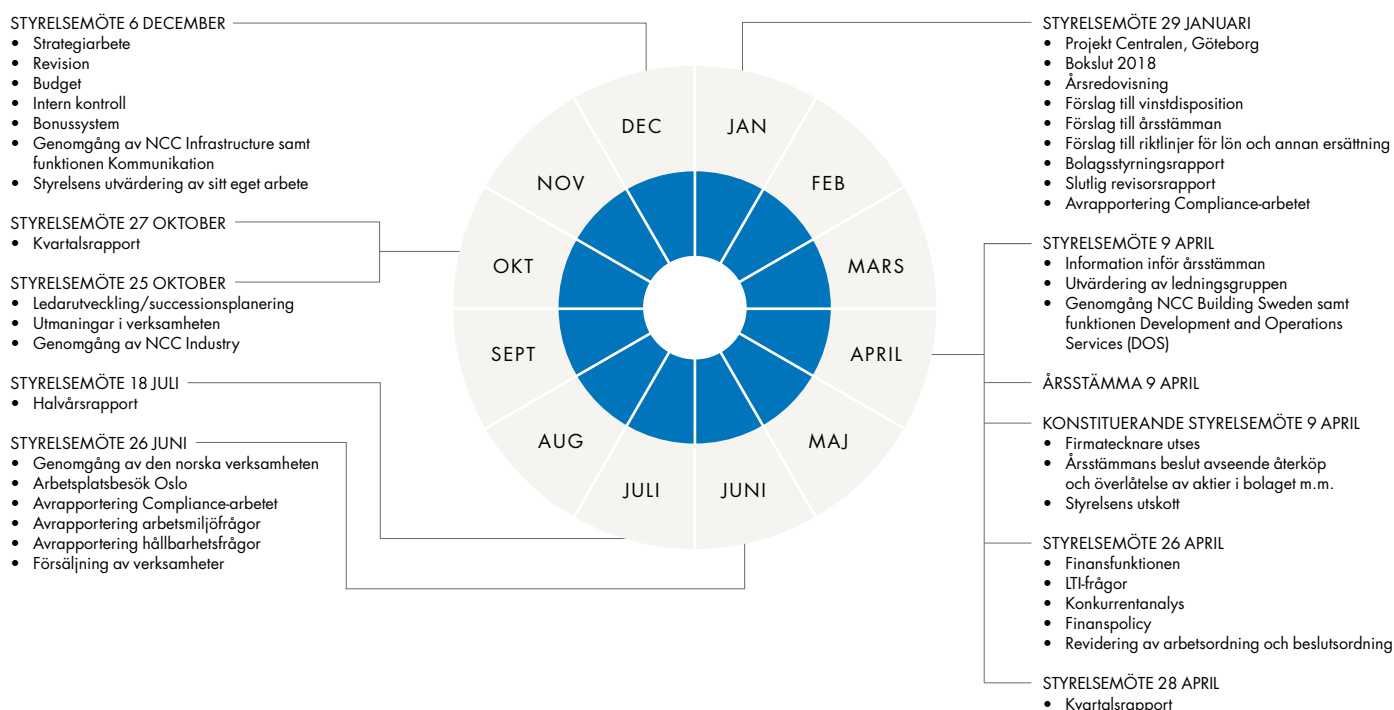 STYRELSEMÖTE 6 DECEMBER
• Strategiarbete
• Revision
• Budget
• Intern kontroll
• Bonussystem
• Genomgång av NCC Infrastructure samt
funktionen Kommunikation
• Styrelsens utvärdering av sitt eget arbete
STYRELSEMÖTE 27 OKTOBER
• Kvartalsrapport
STYRELSEMÖTE 25 OKTOBER
• Ledarutveckling/successionsplanering
• Utmaningar i verksamheten
• Genomgång av NCC Industry
STYRELSEMÖTE 18 JULI
• Halvårsrapport
STYRELSEMÖTE 26 JUNI
• Genomgång av den norska verksamheten
• Arbetsplatsbesök Oslo
• Avrapportering Compliance-arbetet
• Avrapportering arbetsmiljöfrågor
• Avrapportering hållbarhetsfrågor
• Försäljning av verksamheter
JAN
FEB
MARS
APRIL
MAJ
JUNI
JULI
AUG
SEPT
OKT
NOV
DEC
STYRELSEMÖTE 29 JANUARI
• Projekt Centralen, Göteborg
• Bokslut 2018
• Årsredovisning
• Förslag till vinstdisposition
• Förslag till årsstämman
• Förslag till riktlinjer för lön och annan ersättning
• Bolagsstyrningsrapport
• Slutlig revisorsrapport
• Avrapportering Compliance-arbetet
STYRELSEMÖTE 9 APRIL
• Information inför årsstämman
• Utvärdering av ledningsgruppen
• Genomgång NCC Building Sweden samt
funktionen Development and Operations
Services (DOS)
ÅRSSTÄMMA 9 APRIL
KONSTITUERANDE STYRELSEMÖTE 9 APRIL
• Firmatecknare utses
• Årsstämmans beslut avseende återköp
och överlåtelse av aktier i bolaget m.m.
• Styrelsens utskott
STYRELSEMÖTE 26 APRIL
• Finansfunktionen
• LTI-frågor
• Konkurrentanalys
• Finanspolicy
• Revidering av arbetsordning och beslutsordning
STYRELSEMÖTE 28 APRIL
• Kvartalsrapport